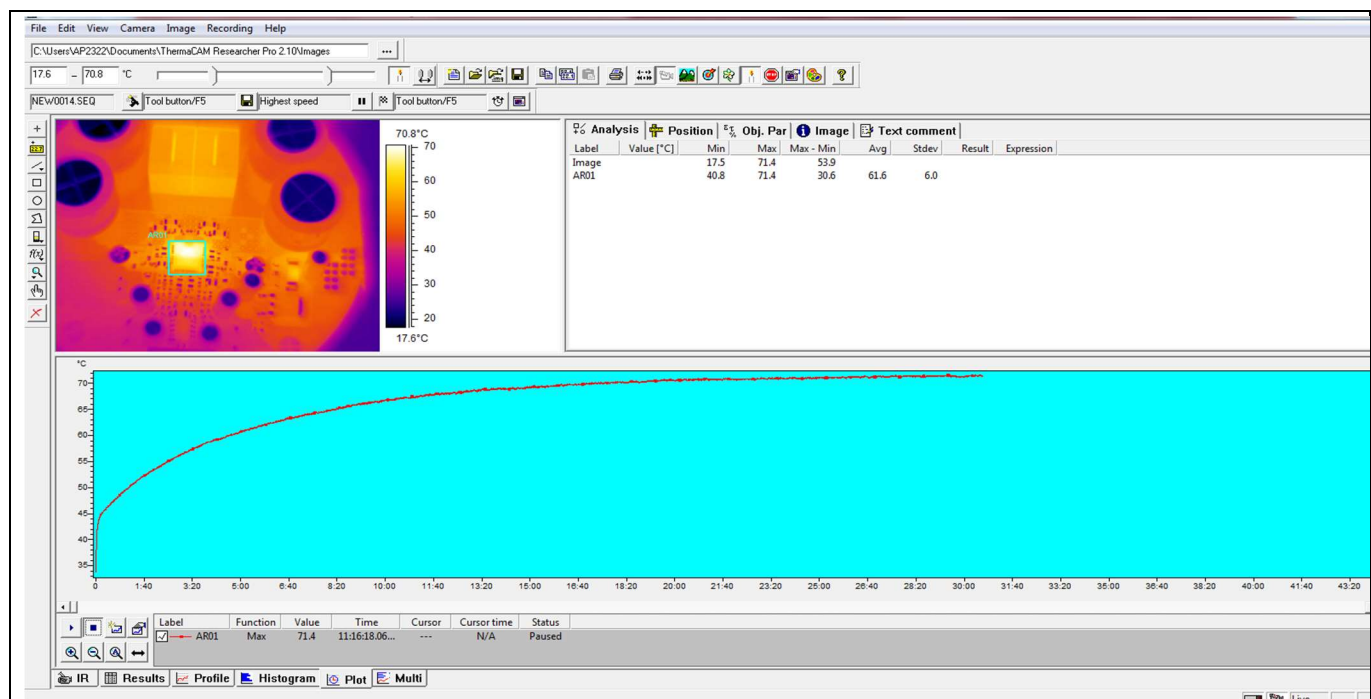 File Edit View Camera Image Recording Help
C:\Users\AP2322\Documents\ThermaCAM Researcher Pro 2.10\Images ...
17.6 – 70.8 °C
NEW0014.SEQ Tool button/F5 Highest speed Tool button/F5
70.8°C
70
60
50
40
30
20
17.6°C
AR01
Analysis Position Obj. Par Image Text comment
Label Value [°C] Min Max Max - Min Avg Stdev Result Expression
Image 17.5 71.4 53.9
AR01 40.8 71.4 30.6 61.6 6.0
°C
70
65
60
55
50
45
40
35
0 1:40 3:20 5:00 6:40 8:20 10:00 11:40 13:20 15:00 16:40 18:20 20:00 21:40 23:20 25:00 26:40 28:20 30:00 31:40 33:20 35:00 36:40 38:20 40:00 41:40 43:20
Label Function Value Time Cursor Cursor time Status
AR01 Max 71.4 11:16:18.06... --- N/A Paused
IR Results Profile Histogram Plot Multi